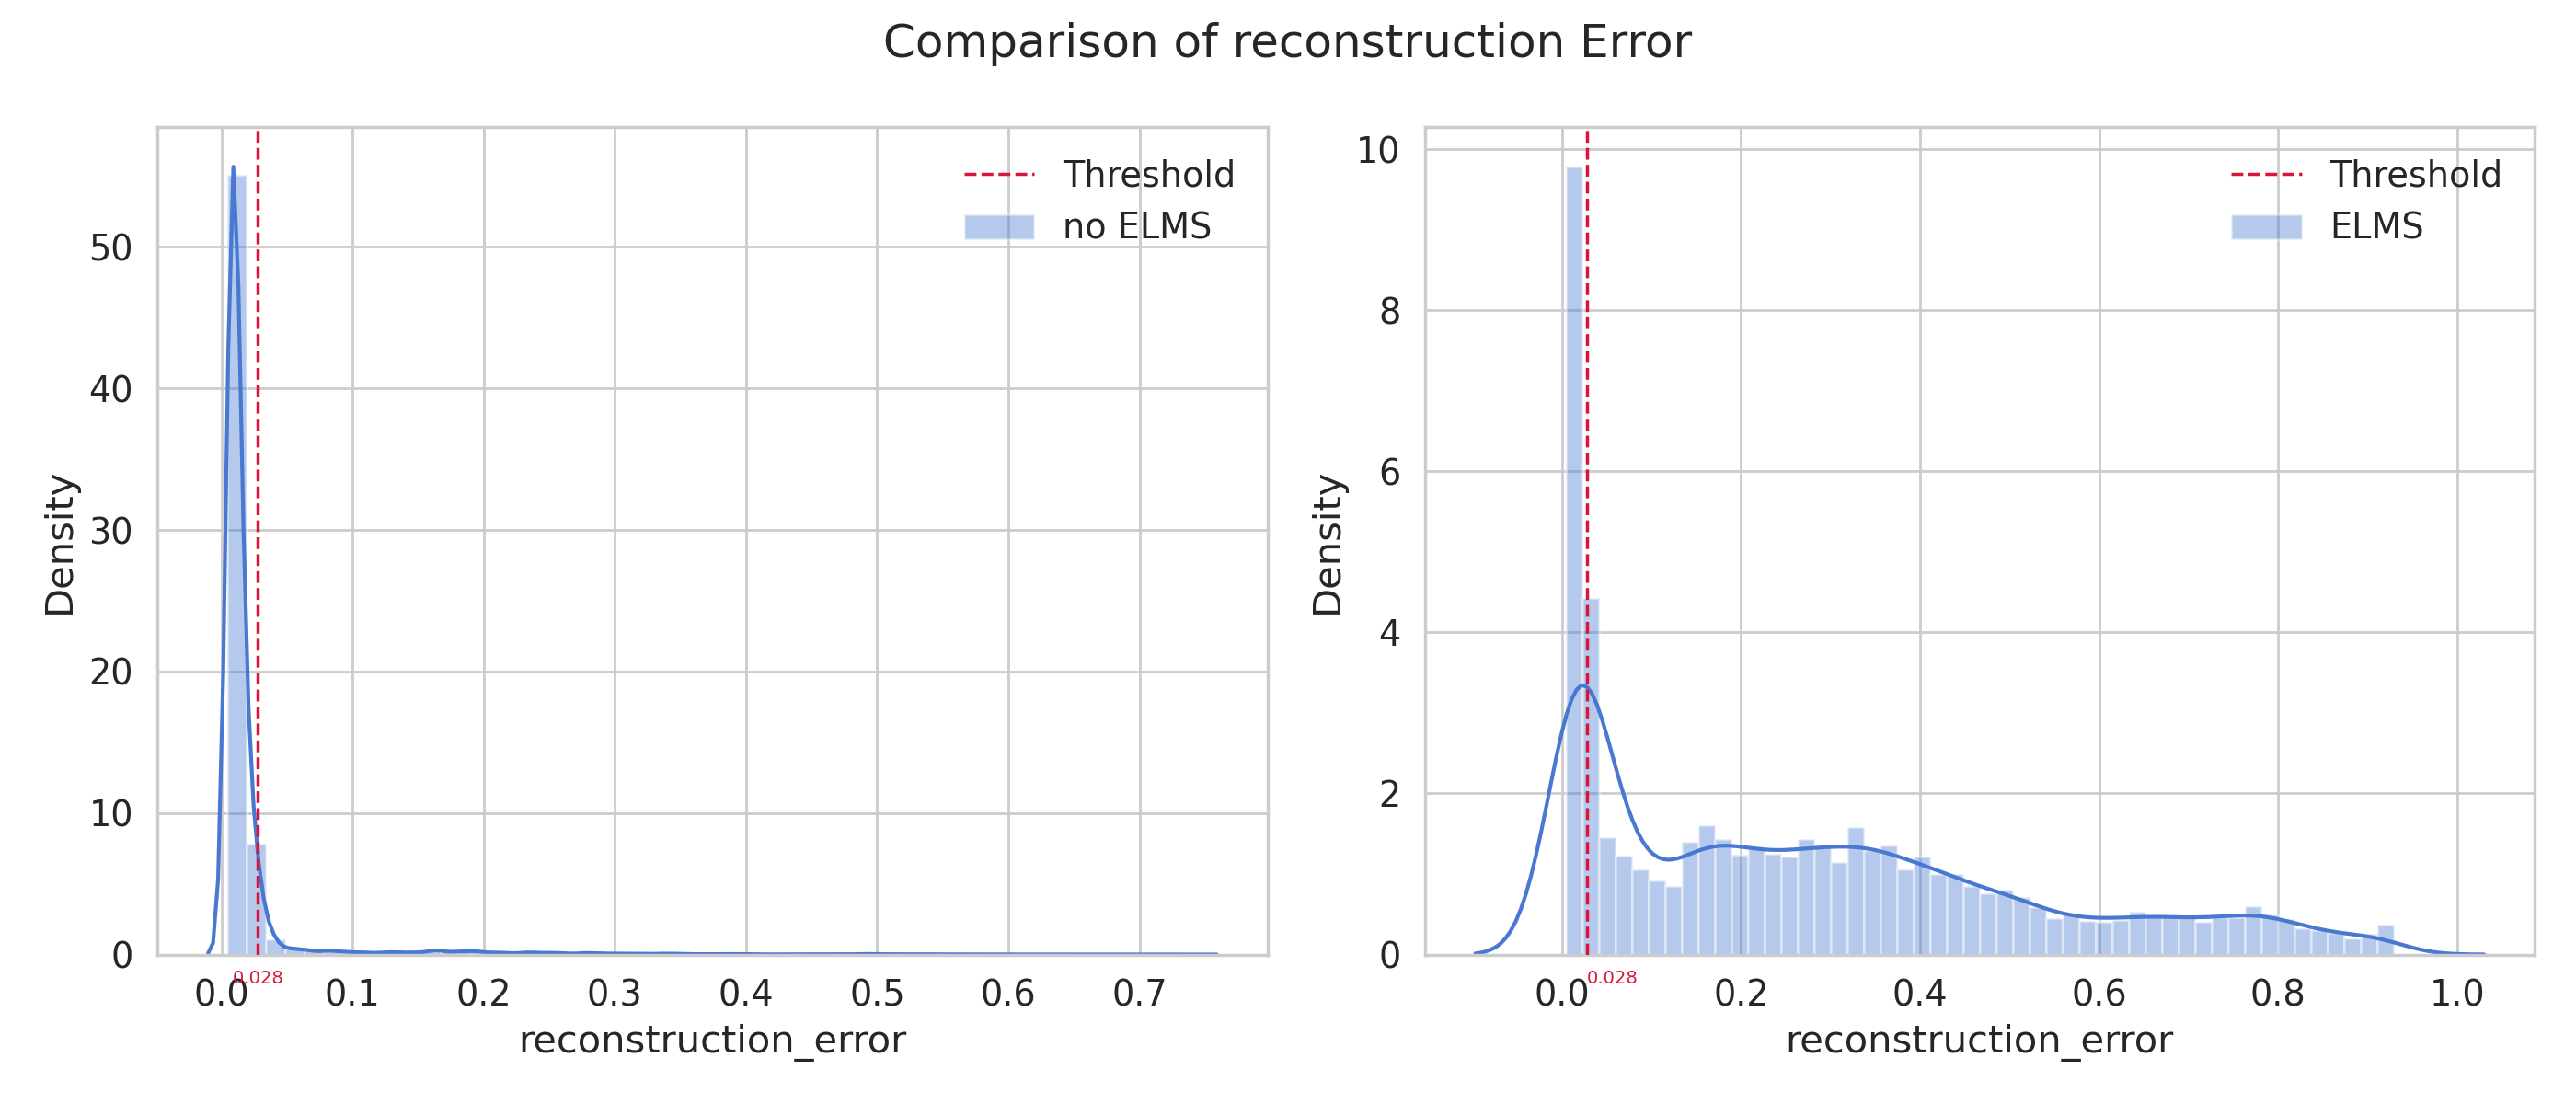 Comparison of reconstruction Error
Threshold
no ELMS
Density
50
40
30
20
10
0
0.028
0.0 0.1 0.2 0.3 0.4 0.5 0.6 0.7
reconstruction_error
Threshold
ELMS
Density
10
8
6
4
2
0
0.028
0.0 0.2 0.4 0.6 0.8 1.0
reconstruction_error